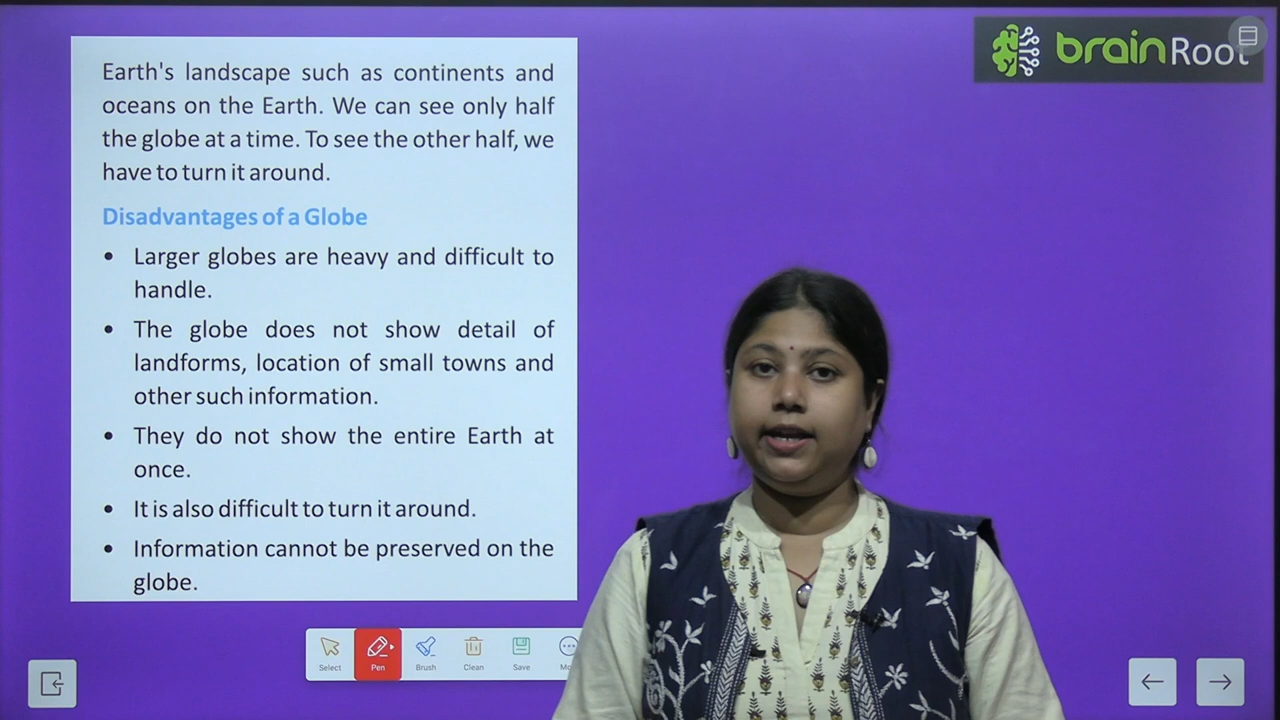 Earth's landscape such as continents and
oceans on the Earth. We can see only half
the globe at a time. To see the other half, we
have to turn it around.
Disadvantages of a Globe
• Larger globes are heavy and difficult to
handle.
• The globe does not show detail of
landforms, location of small towns and
other such information.
• They do not show the entire Earth at
once.
• It is also difficult to turn it around.
• Information cannot be preserved on the
globe.
brainRoot
Select
Pen
Brush
Clean
Save